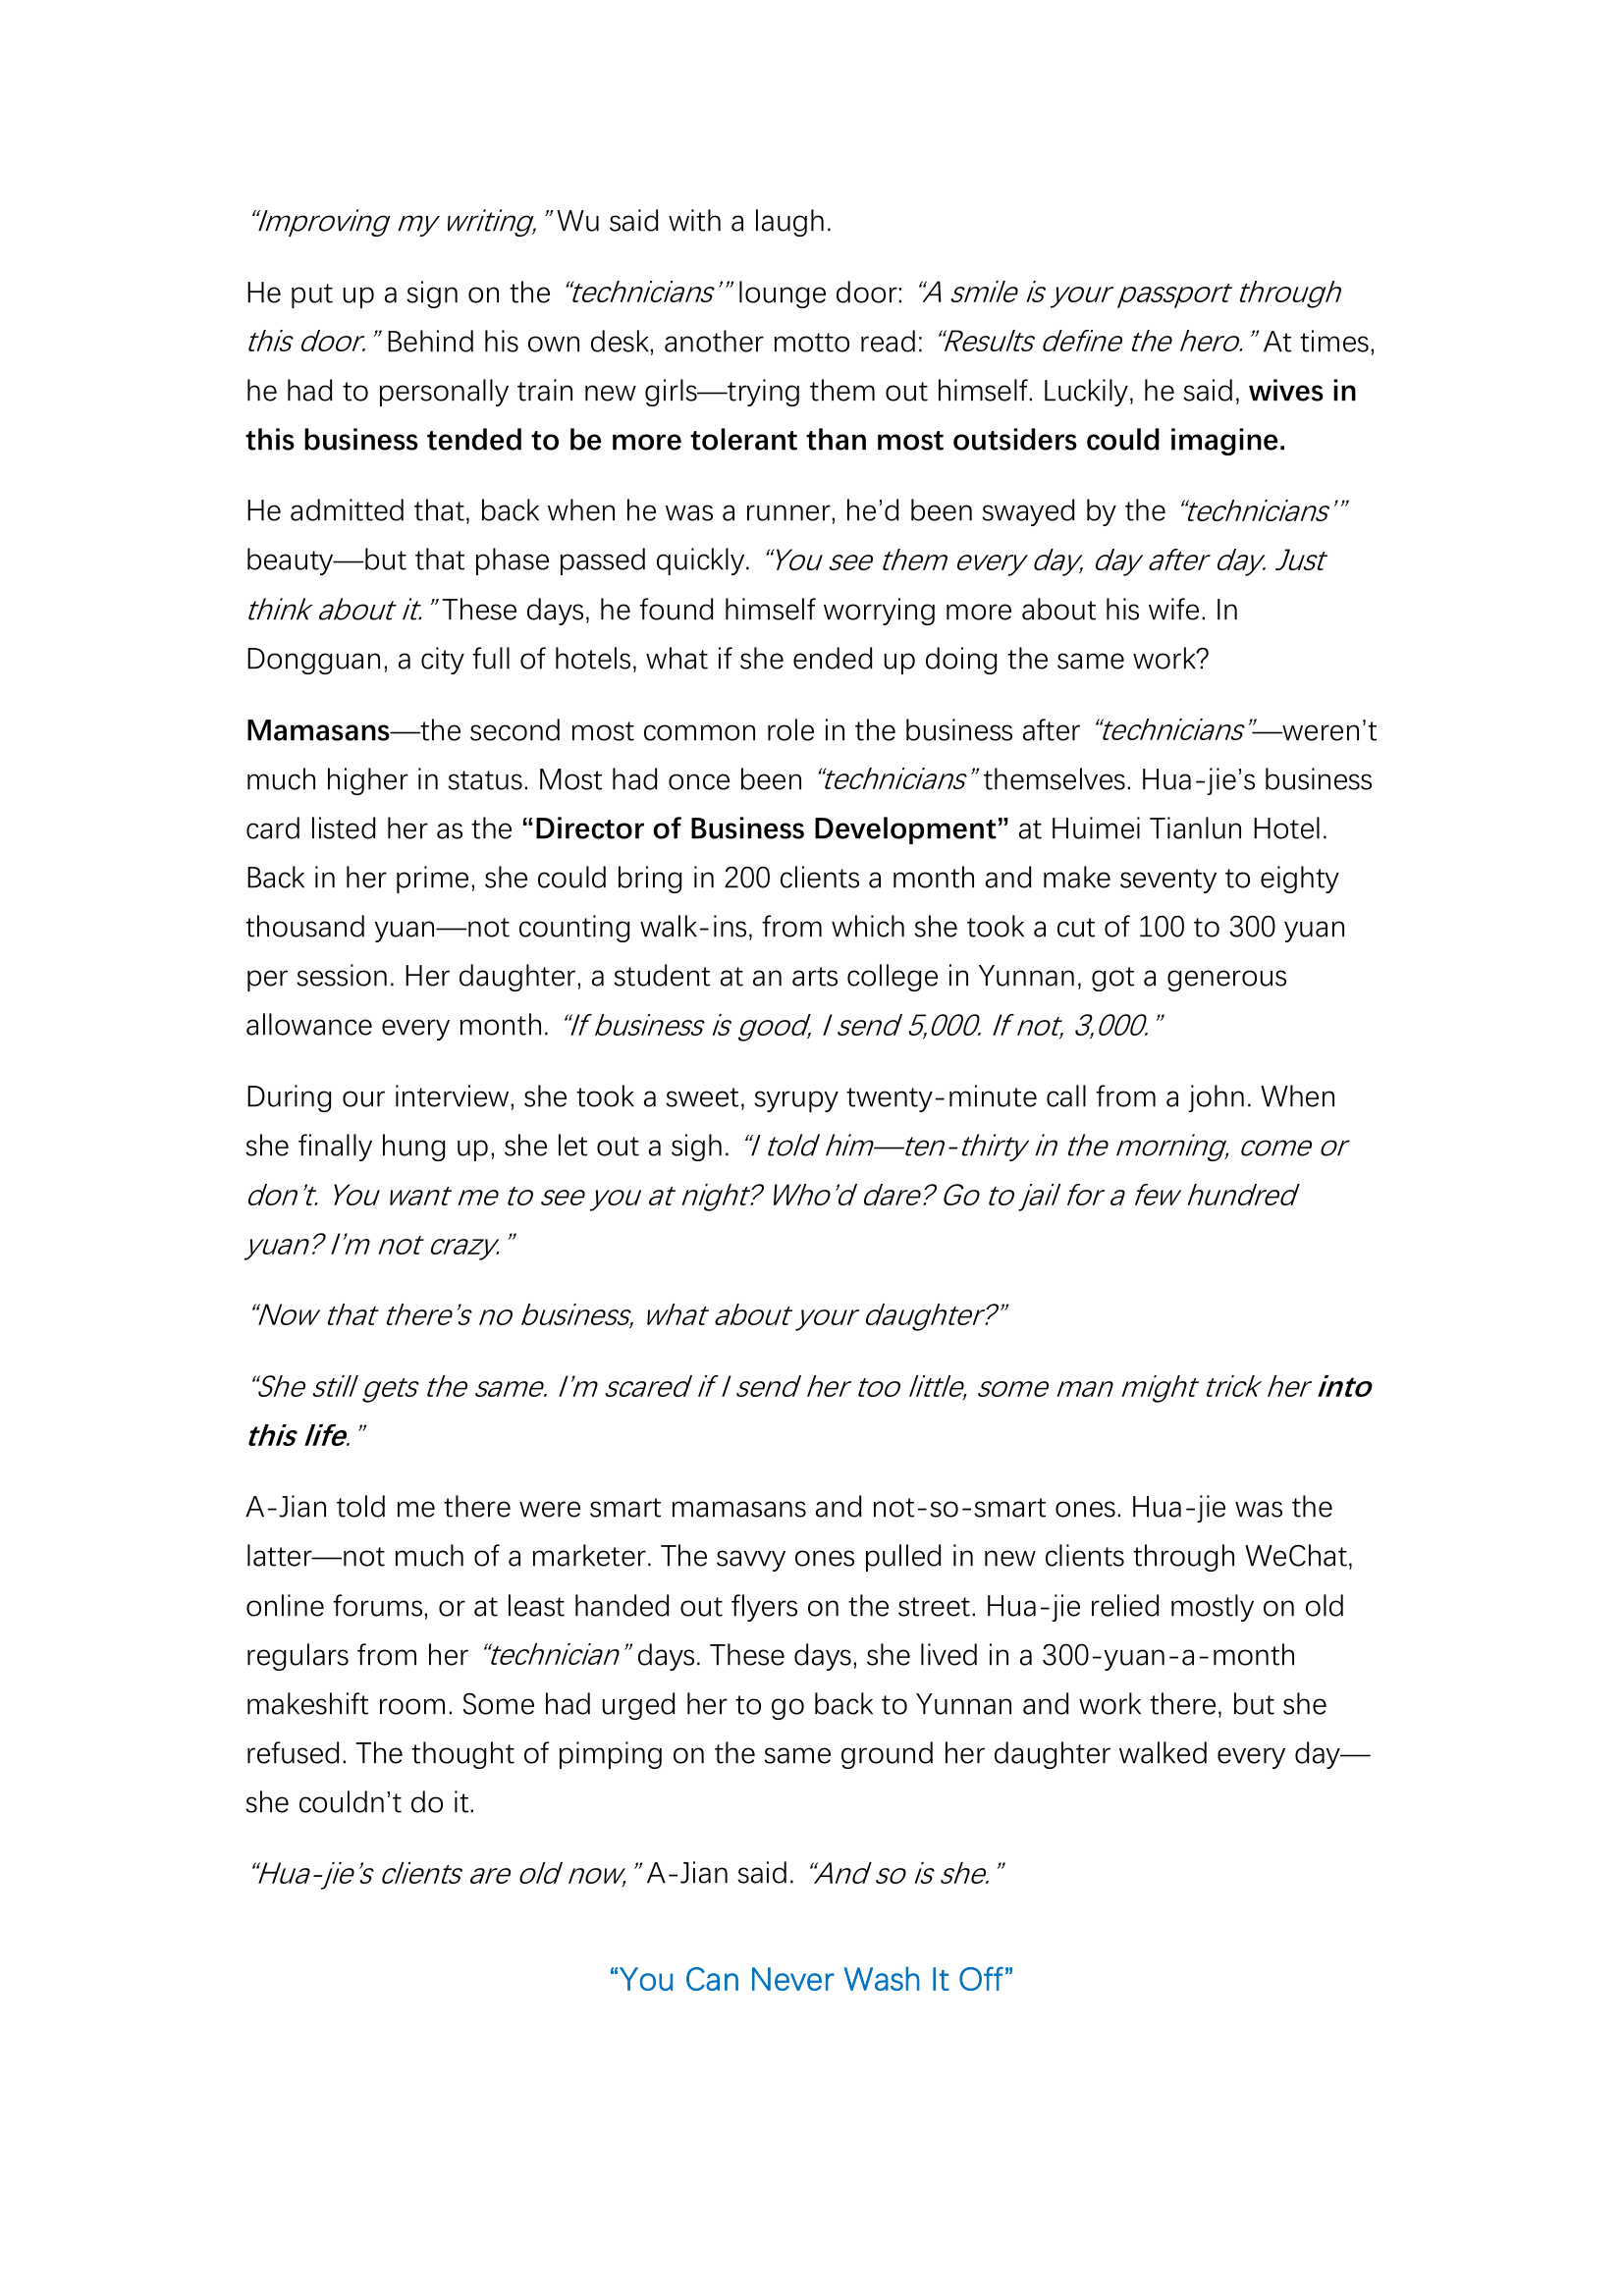 “Improving my writing,” Wu said with a laugh.
He put up a sign on the “technicians’” lounge door: “A smile is your passport through
this door.” Behind his own desk, another motto read: “Results define the hero.” At times,
he had to personally train new girls—trying them out himself. Luckily, he said, wives in
this business tended to be more tolerant than most outsiders could imagine.
He admitted that, back when he was a runner, he’d been swayed by the “technicians’”
beauty—but that phase passed quickly. “You see them every day, day after day. Just
think about it.” These days, he found himself worrying more about his wife. In
Dongguan, a city full of hotels, what if she ended up doing the same work?
Mamasans—the second most common role in the business after “technicians”—weren’t
much higher in status. Most had once been “technicians” themselves. Hua-jie’s business
card listed her as the “Director of Business Development” at Huimei Tianlun Hotel.
Back in her prime, she could bring in 200 clients a month and make seventy to eighty
thousand yuan—not counting walk-ins, from which she took a cut of 100 to 300 yuan
per session. Her daughter, a student at an arts college in Yunnan, got a generous
allowance every month. “If business is good, I send 5,000. If not, 3,000.”
During our interview, she took a sweet, syrupy twenty-minute call from a john. When
she finally hung up, she let out a sigh. “I told him—ten-thirty in the morning, come or
don’t. You want me to see you at night? Who’d dare? Go to jail for a few hundred
yuan? I’m not crazy.”
“Now that there’s no business, what about your daughter?”
“She still gets the same. I’m scared if I send her too little, some man might trick her into
this life.”
A-Jian told me there were smart mamasans and not-so-smart ones. Hua-jie was the
latter—not much of a marketer. The savvy ones pulled in new clients through WeChat,
online forums, or at least handed out flyers on the street. Hua-jie relied mostly on old
regulars from her “technician” days. These days, she lived in a 300-yuan-a-month
makeshift room. Some had urged her to go back to Yunnan and work there, but she
refused. The thought of pimping on the same ground her daughter walked every day—
she couldn’t do it.
“Hua-jie’s clients are old now,” A-Jian said. “And so is she.”
“You Can Never Wash It Off”